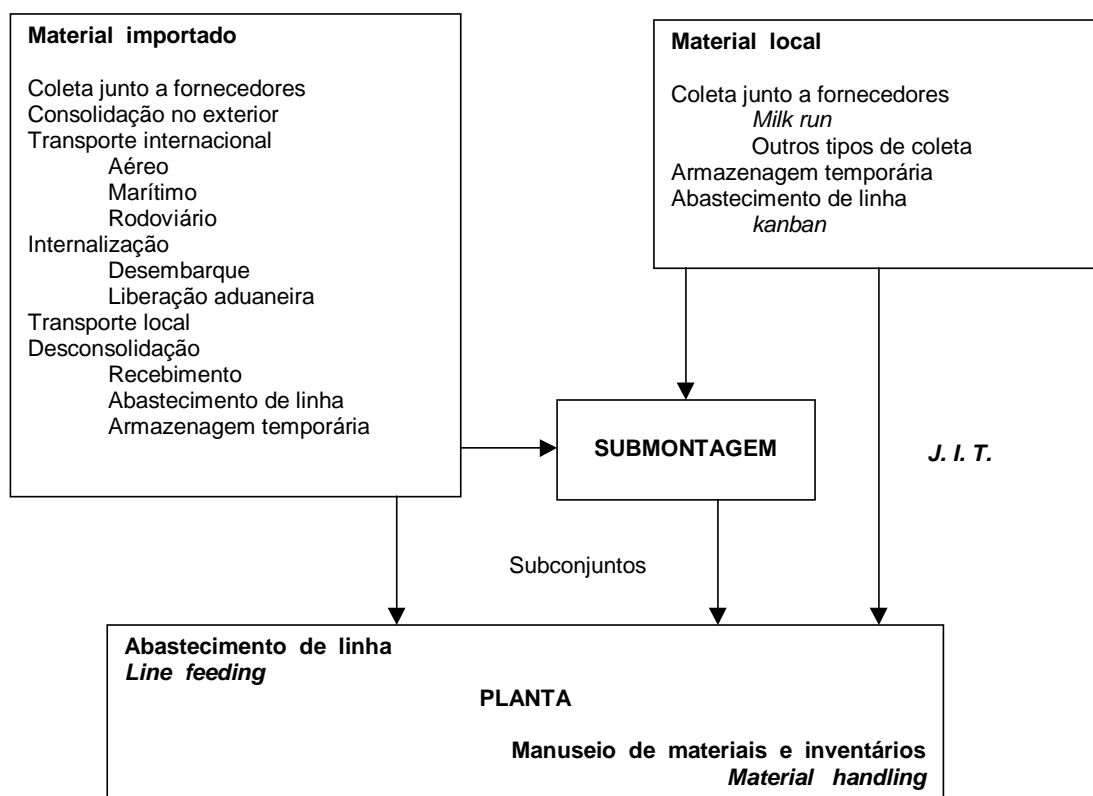 Material importado
Coleta junto a fornecedores
Consolidação no exterior
Transporte internacional
Aéreo
Marítimo
Rodoviário
Internalização
Desembarque
Liberação aduaneira
Transporte local
Desconsolidação
Recebimento
Abastecimento de linha
Armazenagem temporária
Material local
Coleta junto a fornecedores
Milk run
Outros tipos de coleta
Armazenagem temporária
Abastecimento de linha
kanban
SUBMONTAGEM
J. I. T.
Subconjuntos
Abastecimento de linha
Line feeding
PLANTA
Manuseio de materiais e inventários
Material handling